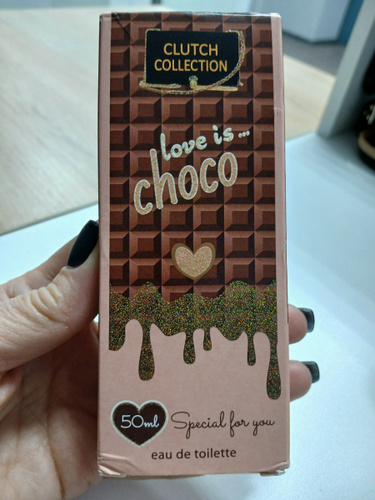 CLUTCH
COLLECTION
love is...
choco
50ml
Special for you
eau de toilette